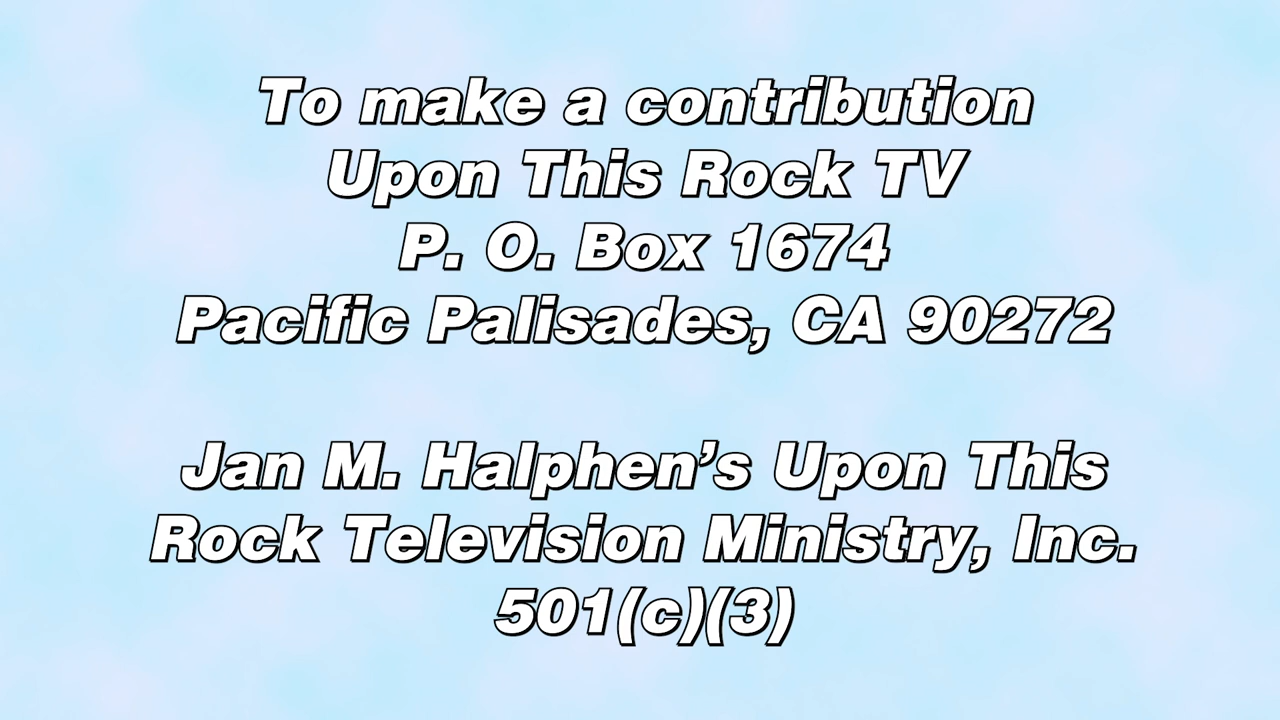 To make a contribution
Upon This Rock TV
P. O. Box 1674
Pacific Palisades, CA 90272
Jan M. Halphen’s Upon This
Rock Television Ministry, Inc.
501(c)(3)